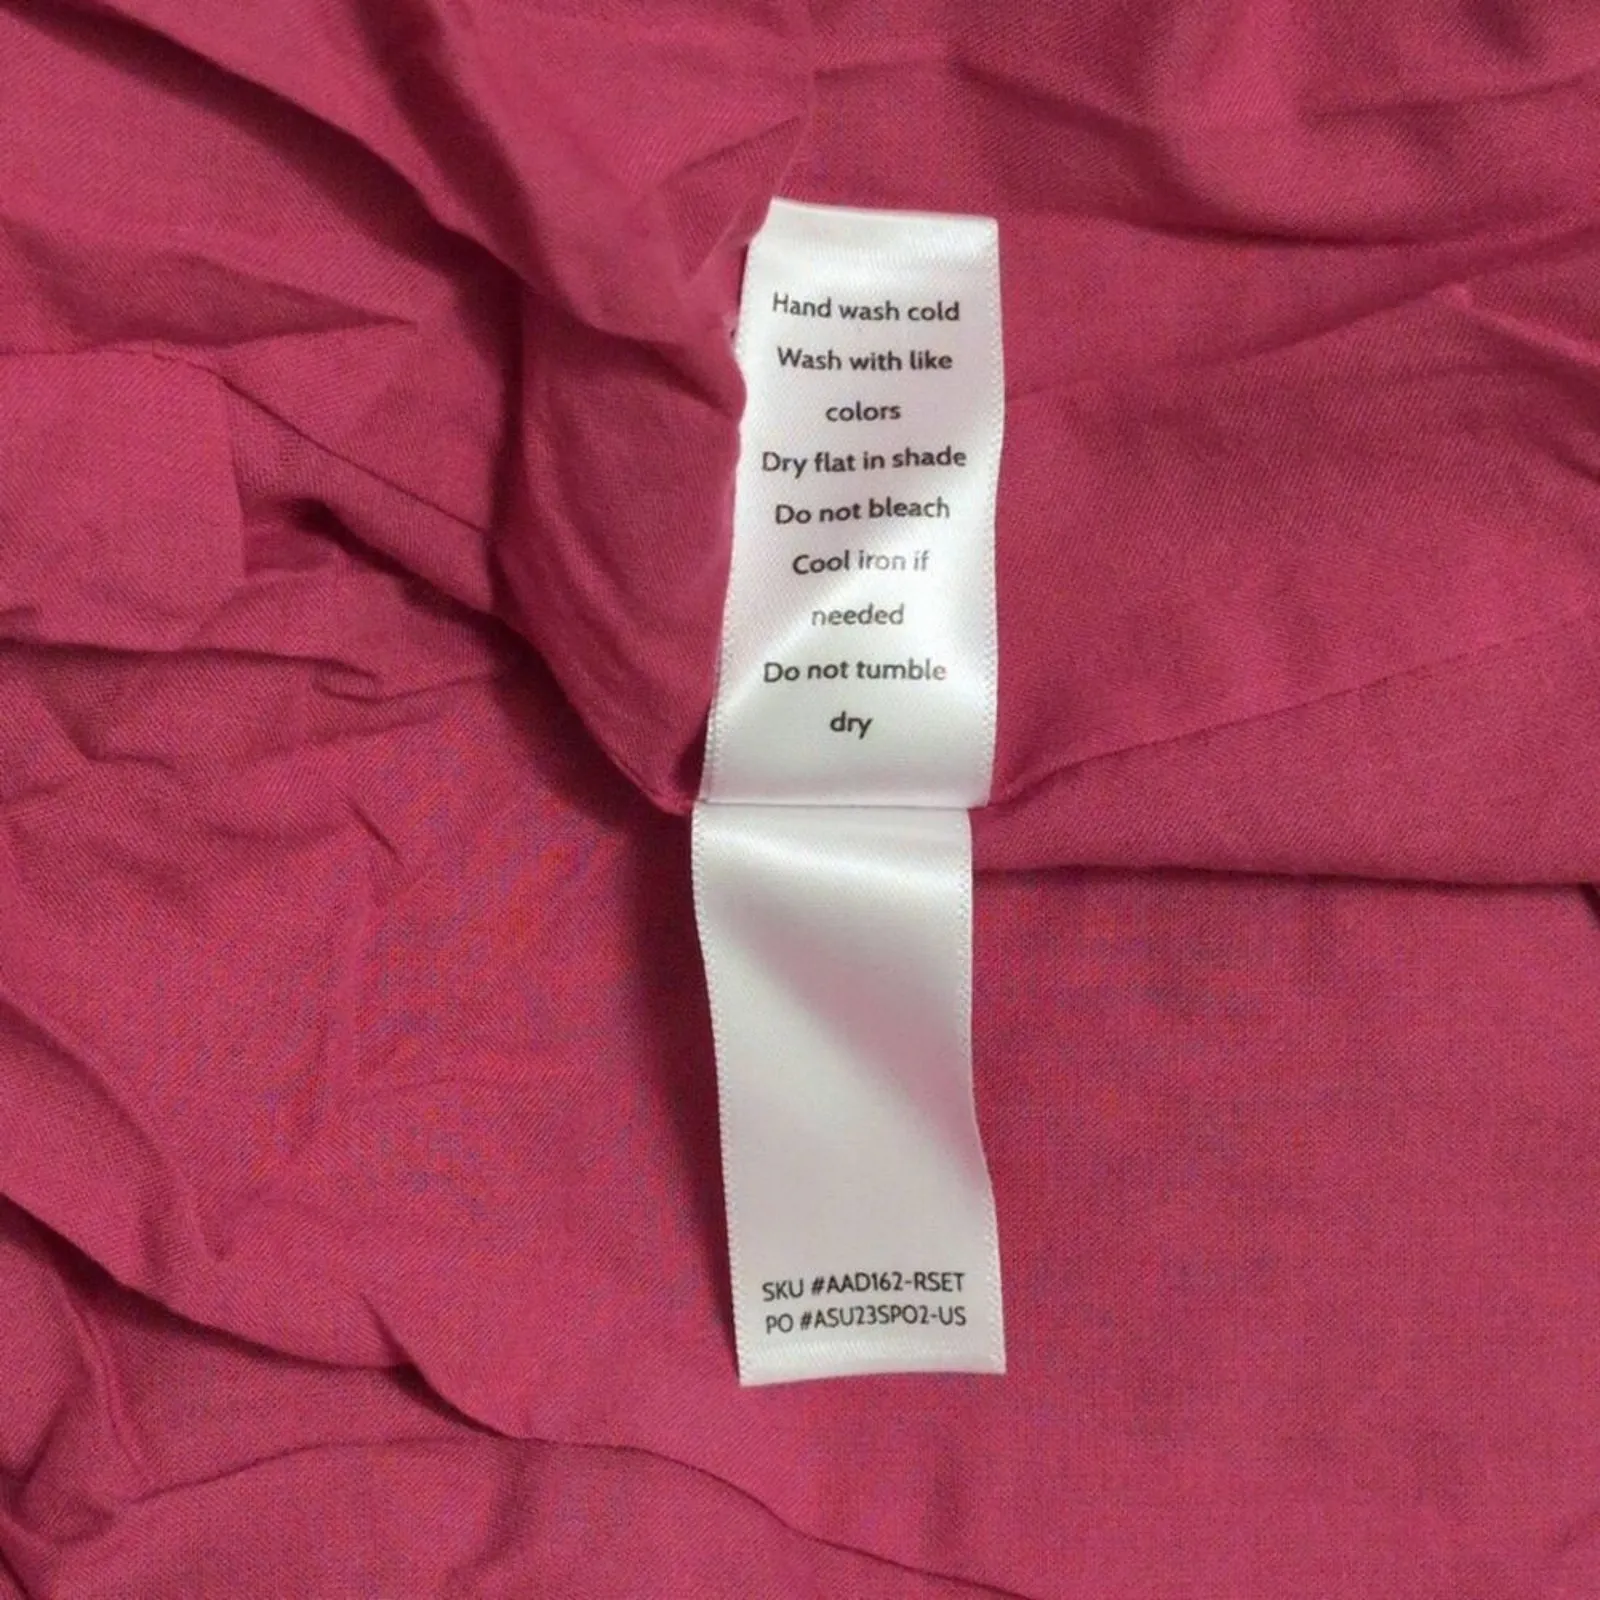 Hand wash cold
Wash with like
colors
Dry flat in shade
Do not bleach
Cool iron if
needed
Do not tumble
dry
SKU #AAD162-RSET
PO #ASU23SPO2-US